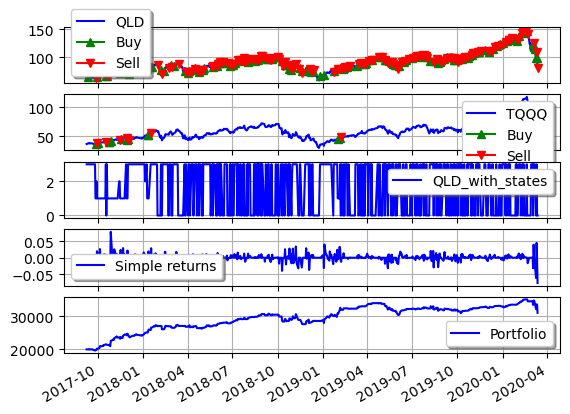 QLD
Buy
Sell
150
100
TQQQ
Buy
Sell
100
50
QLD_with_states
2
0
Simple returns
0.05
0.00
−0.05
Portfolio
30000
20000
2017-10
2018-01
2018-04
2018-07
2018-10
2019-01
2019-04
2019-07
2019-10
2020-01
2020-04